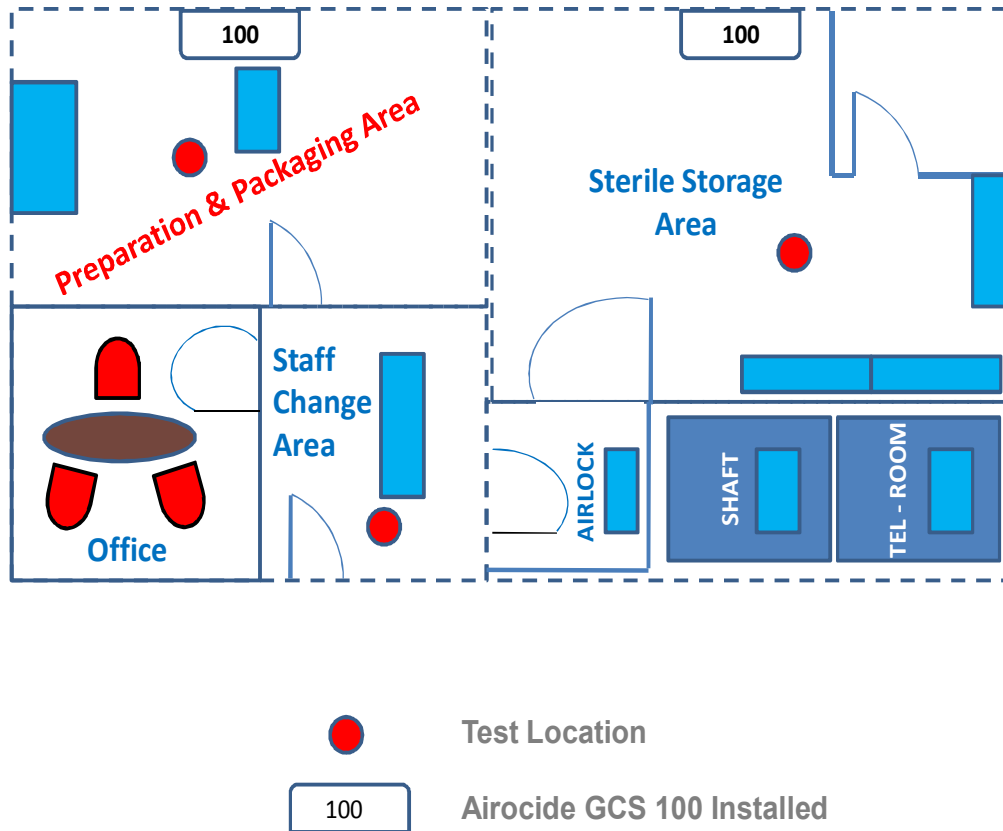 100
100
Preparation & Packaging Area
Sterile Storage
Area
Staff
Change
Area
Office
AIRLOCK
SHAFT
TEL - ROOM
Test Location
100
Airocide GCS 100 Installed